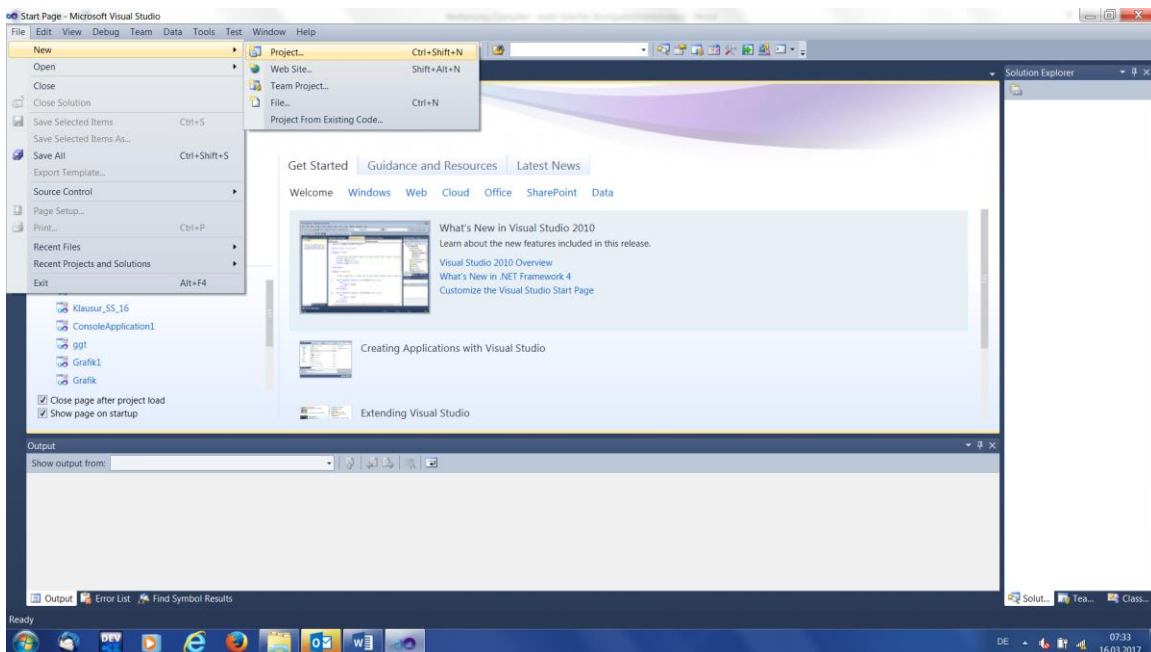 Start Page - Microsoft Visual Studio
File Edit View Debug Team Data Tools Test Window Help
New
Open
Close
Close Solution
Save Selected Items Ctrl+S
Save Selected Items As...
Save All Ctrl+Shift+S
Export Template...
Source Control
Page Setup...
Print... Ctrl+P
Recent Files
Recent Projects and Solutions
Exit Alt+F4
Project... Ctrl+Shift+N
Web Site... Shift+Alt+N
Team Project...
File... Ctrl+N
Project From Existing Code...
Klausur_SS_16
ConsoleApplication1
ggt
Grafik1
Grafik
Close page after project load
Show page on startup
Get Started Guidance and Resources Latest News
Welcome Windows Web Cloud Office SharePoint Data
What's New in Visual Studio 2010
Learn about the new features included in this release.
Visual Studio 2010 Overview
What's New in .NET Framework 4
Customize the Visual Studio Start Page
Creating Applications with Visual Studio
Extending Visual Studio
Solution Explorer
Output
Show output from:
Output Error List Find Symbol Results
Solut... Tea... Class...
Ready
DEV
DE
07:33
16.03.2017